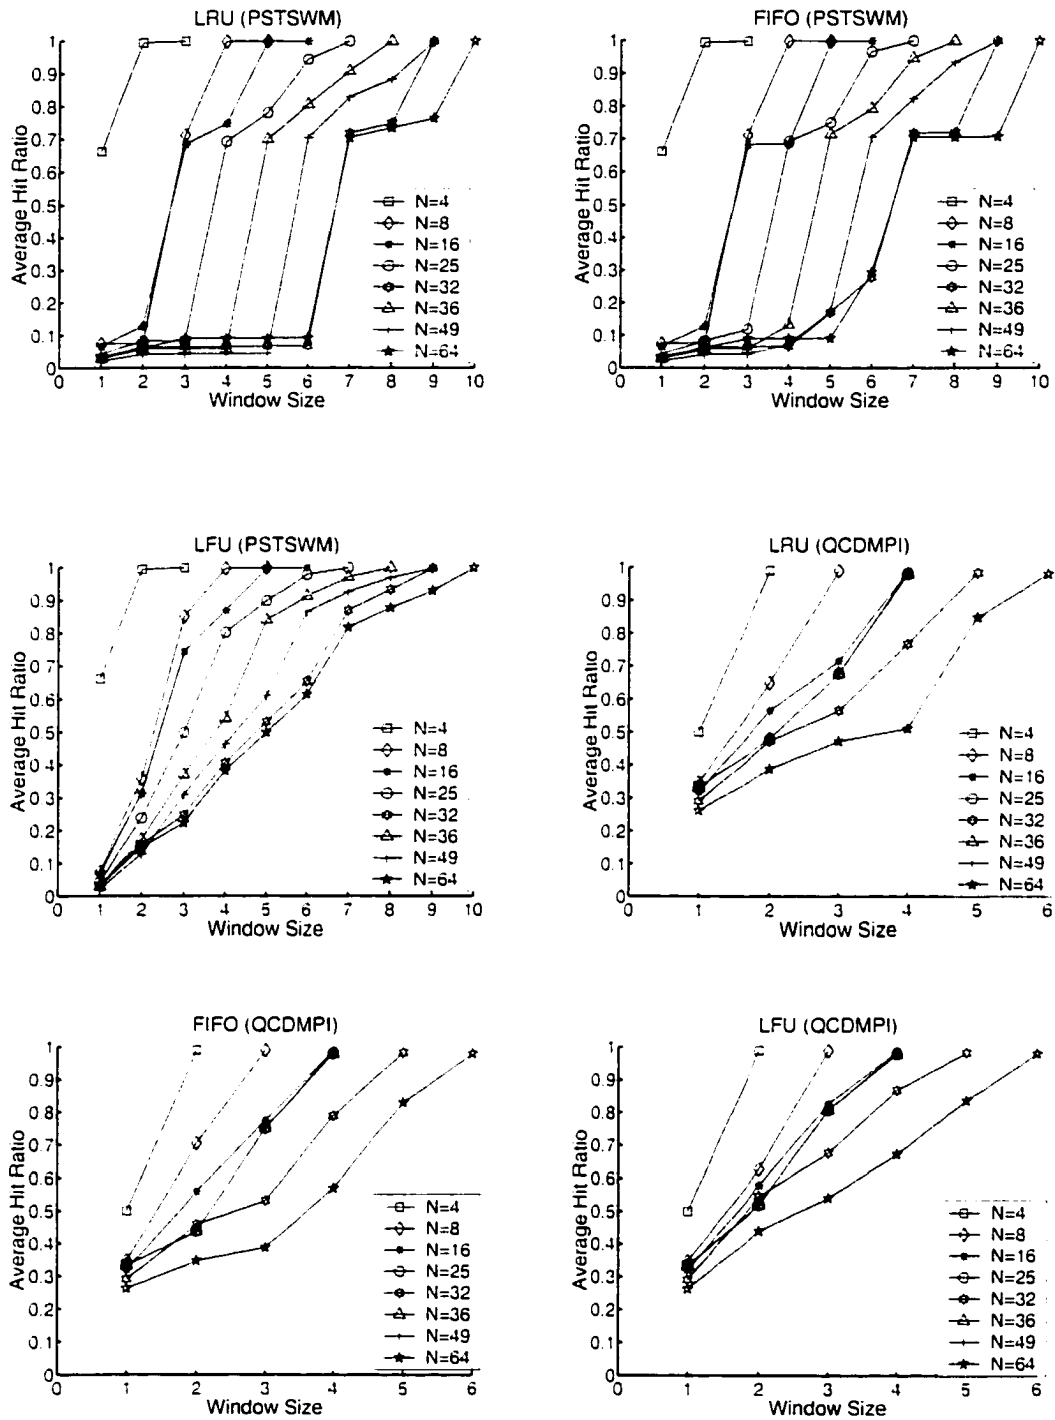 LRU (PSTSWM)
Average Hit Ratio
1
0.9
0.8
0.7
0.6
0.5
0.4
0.3
0.2
0.1
0
0 1 2 3 4 5 6 7 8 9 10
Window Size
N=4
N=8
N=16
N=25
N=32
N=36
N=49
N=64
FIFO (PSTSWM)
Average Hit Ratio
1
0.9
0.8
0.7
0.6
0.5
0.4
0.3
0.2
0.1
0
0 1 2 3 4 5 6 7 8 9 10
Window Size
N=4
N=8
N=16
N=25
N=32
N=36
N=49
N=64
LFU (PSTSWM)
Average Hit Ratio
1
0.9
0.8
0.7
0.6
0.5
0.4
0.3
0.2
0.1
0
0 1 2 3 4 5 6 7 8 9 10
Window Size
N=4
N=8
N=16
N=25
N=32
N=36
N=49
N=64
LRU (QCDMPI)
Average Hit Ratio
1
0.9
0.8
0.7
0.6
0.5
0.4
0.3
0.2
0.1
0
0 1 2 3 4 5 6
Window Size
N=4
N=8
N=16
N=25
N=32
N=36
N=49
N=64
FIFO (QCDMPI)
Average Hit Ratio
1
0.9
0.8
0.7
0.6
0.5
0.4
0.3
0.2
0.1
0
0 1 2 3 4 5 6
Window Size
N=4
N=8
N=16
N=25
N=32
N=36
N=49
N=64
LFU (QCDMPI)
Average Hit Ratio
1
0.9
0.8
0.7
0.6
0.5
0.4
0.3
0.2
0.1
0
0 1 2 3 4 5 6
Window Size
N=4
N=8
N=16
N=25
N=32
N=36
N=49
N=64